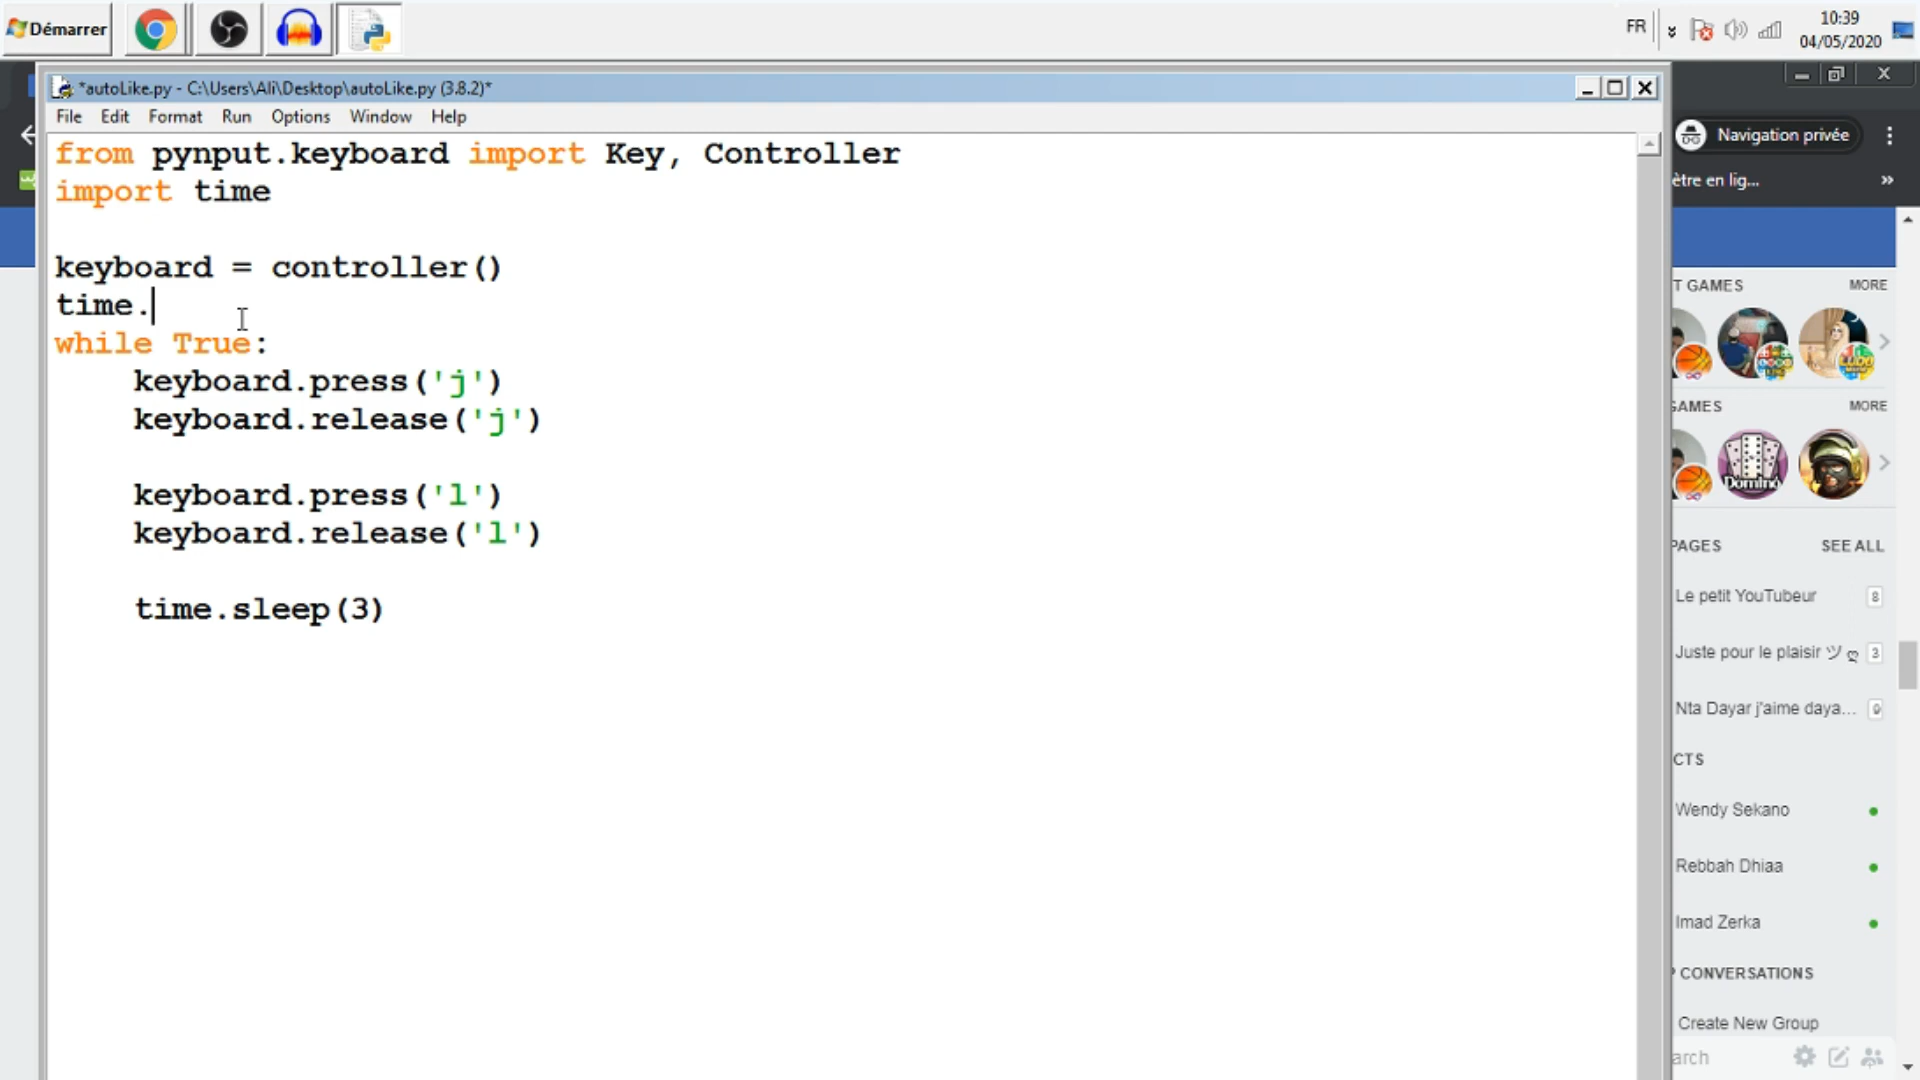 Démarrer
FR
10:39
04/05/2020
*autoLike.py - C:\Users\Ali\Desktop\autoLike.py (3.8.2)*
File Edit Format Run Options Window Help
from pynput.keyboard import Key, Controller
import time
keyboard = controller()
time.
while True:
keyboard.press('j')
keyboard.release('j')
keyboard.press('l')
keyboard.release('l')
time.sleep(3)
Navigation privée
être en lig... »
T GAMES MORE
GAMES MORE
Domino
PAGES SEE ALL
Le petit YouTubeur 8
Juste pour le plaisir ツ ღ 3
Nta Dayar j'aime daya...
CTS
Wendy Sekano
Rebbah Dhiaa
Imad Zerka
CONVERSATIONS
Create New Group
arch